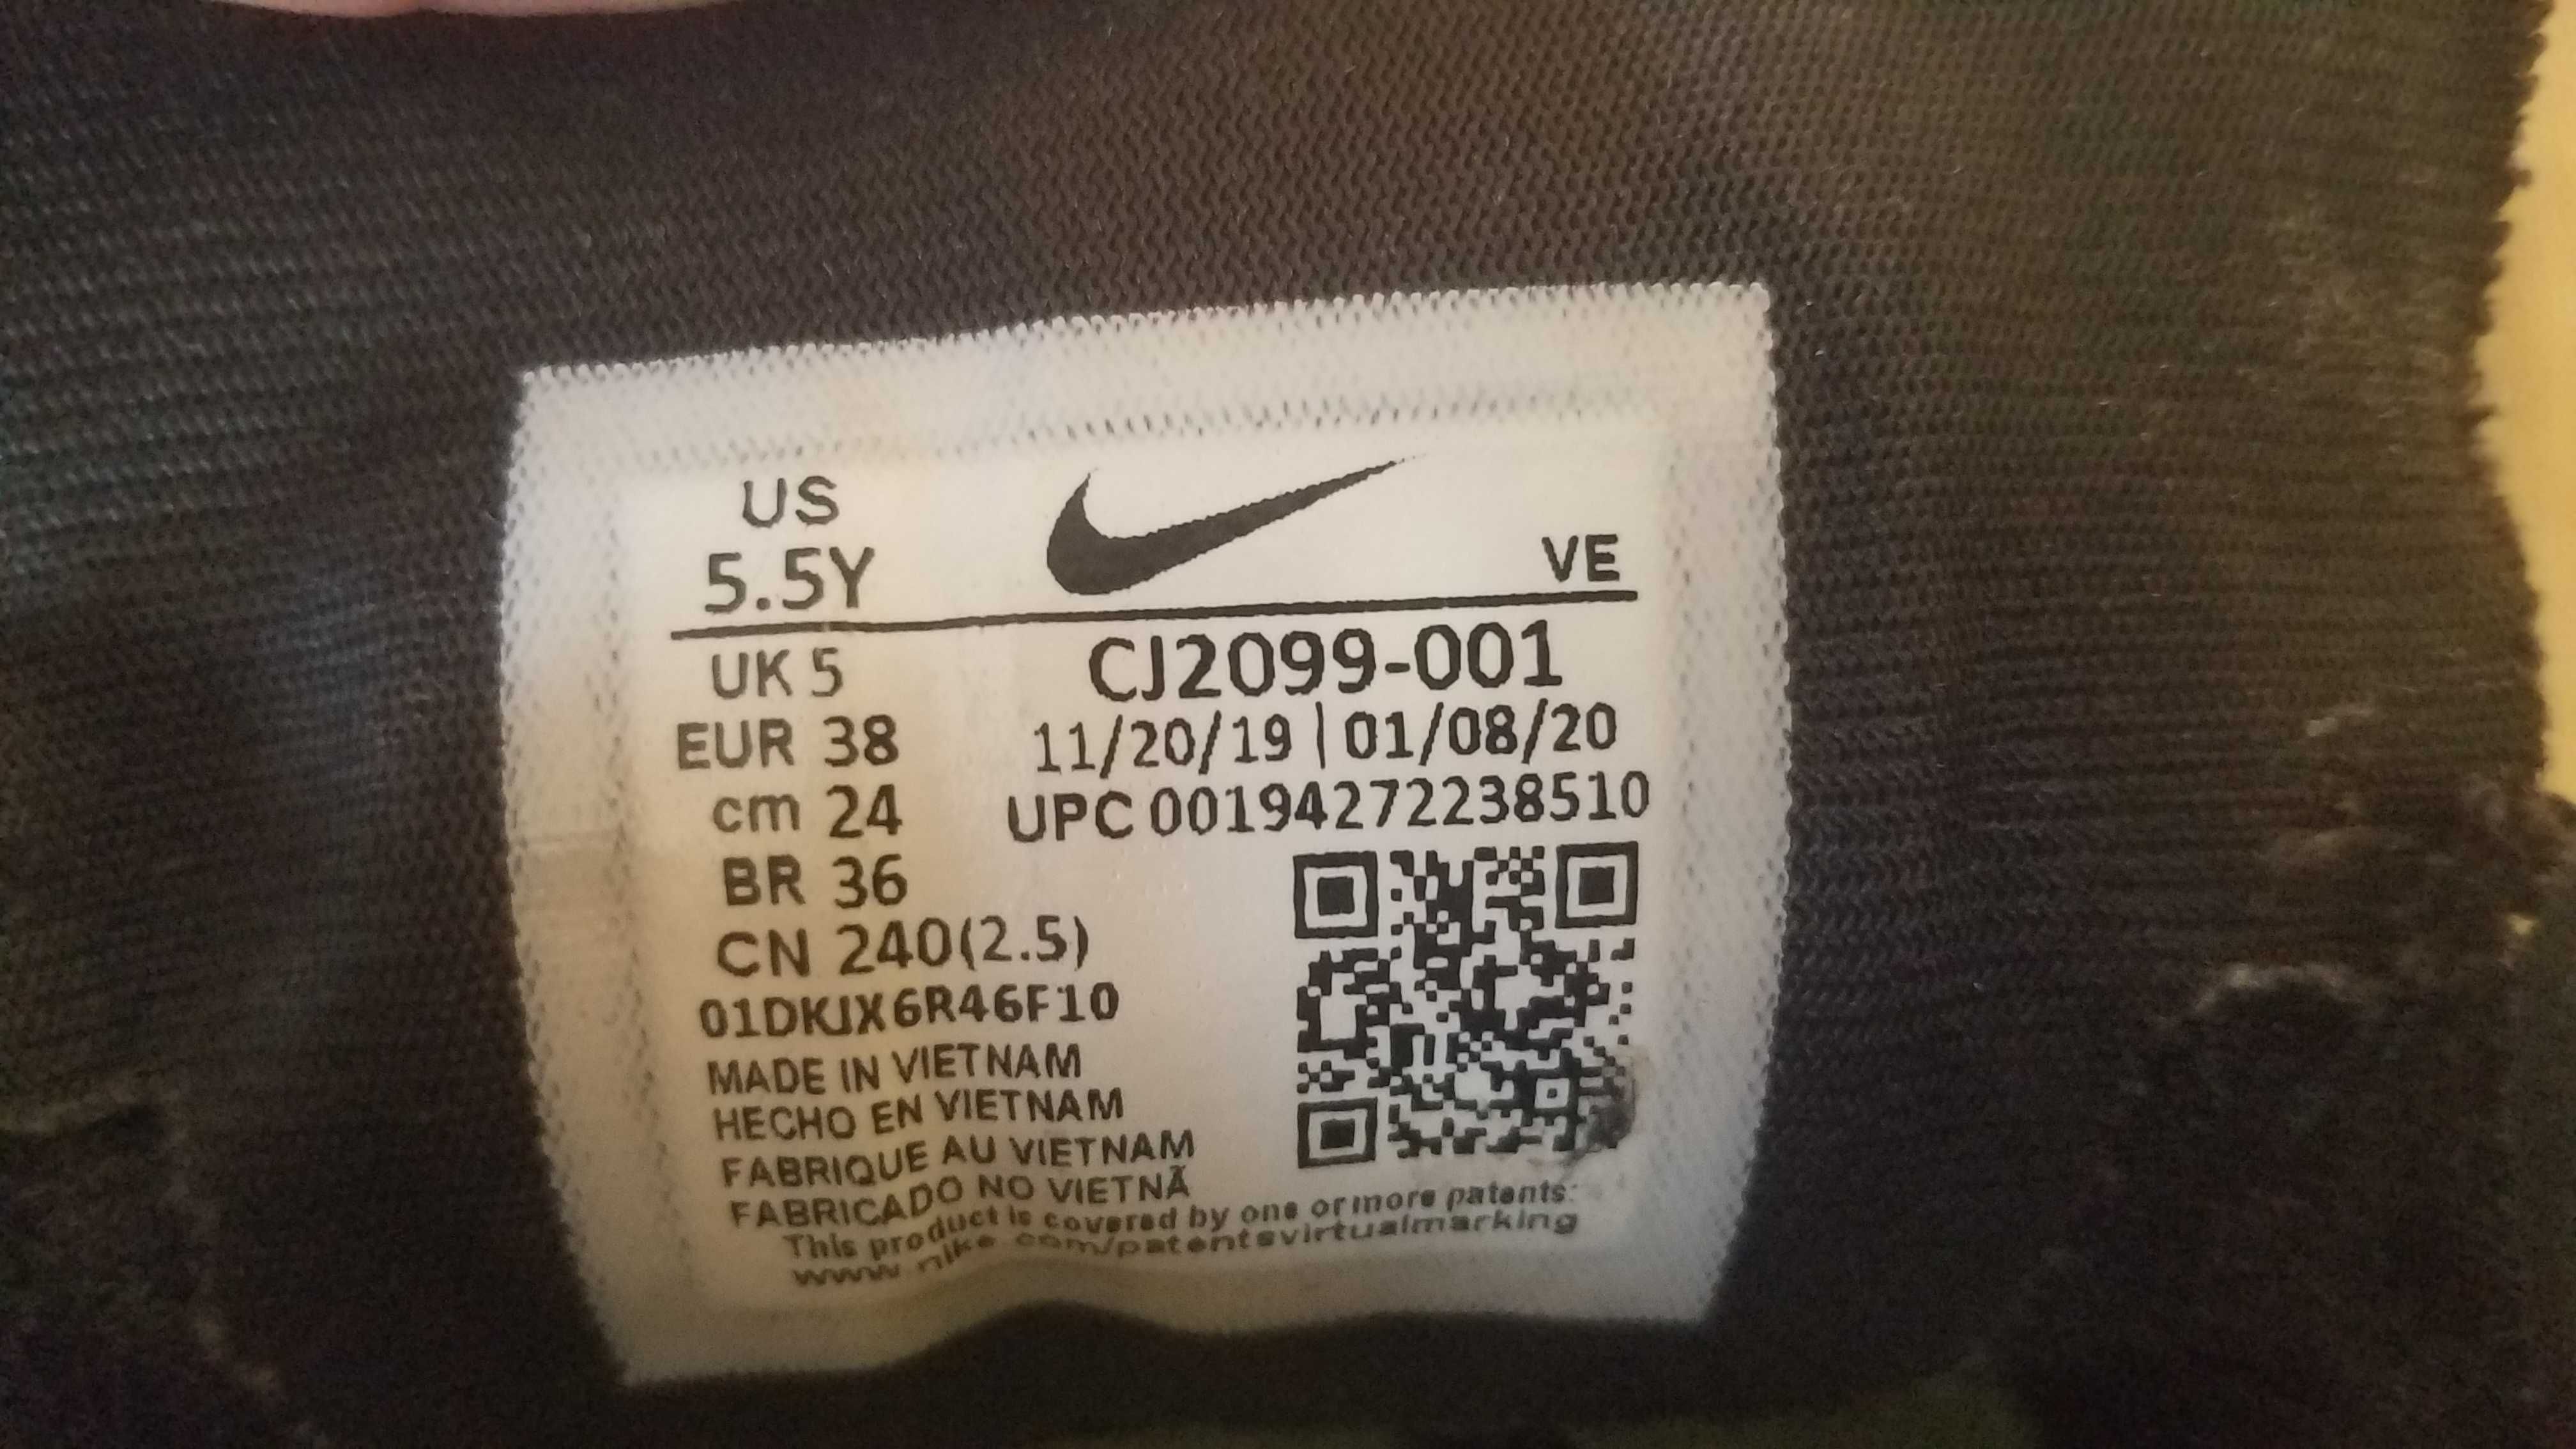 US
5.5Y
VE
UK 5
CJ2099-001
EUR 38
11/20/19 | 01/08/20
cm 24
UPC 00194272238510
BR 36
CN 240(2.5)
01DKJX6R46F10
MADE IN VIETNAM
HECHO EN VIETNAM
FABRIQUE AU VIETNAM
FABRICADO NO VIETNÃ
This product is covered by one or more patents:
www.nike.com/patentsvirtualmarking